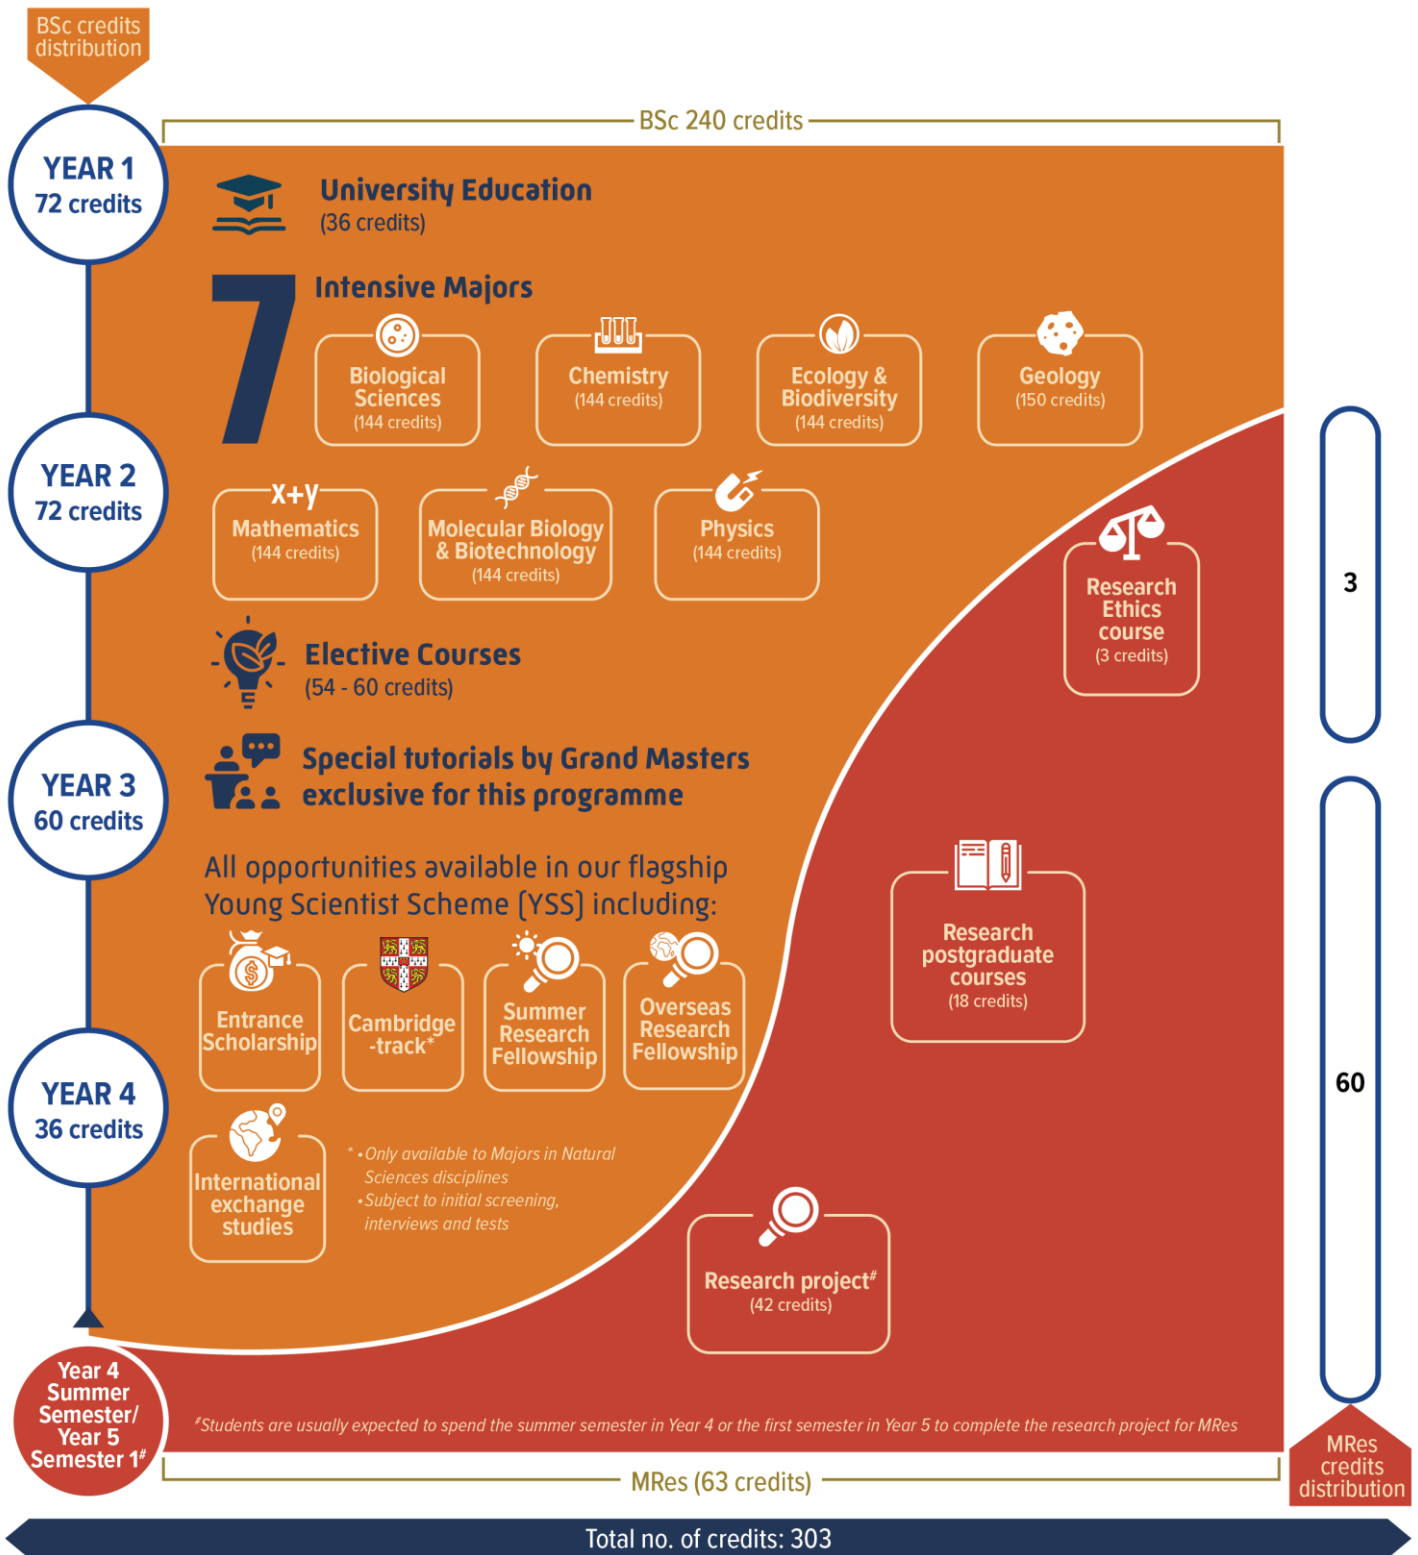 BSc credits
distribution
BSc 240 credits
YEAR 1
72 credits
University Education
(36 credits)
7
Intensive Majors
Biological
Sciences
(144 credits)
Chemistry
(144 credits)
Ecology &
Biodiversity
(144 credits)
Geology
(150 credits)
YEAR 2
72 credits
x+y
Mathematics
(144 credits)
Molecular Biology
& Biotechnology
(144 credits)
Physics
(144 credits)
Research
Ethics
course
(3 credits)
3
Elective Courses
(54 - 60 credits)
YEAR 3
60 credits
Special tutorials by Grand Masters
exclusive for this programme
All opportunities available in our flagship
Young Scientist Scheme (YSS) including:
Research
postgraduate
courses
(18 credits)
Entrance
Scholarship
Cambridge
-track*
Summer
Research
Fellowship
Overseas
Research
Fellowship
YEAR 4
36 credits
60
International
exchange
studies
* •Only available to Majors in Natural
Sciences disciplines
•Subject to initial screening,
interviews and tests
Research project#
(42 credits)
Year 4
Summer
Semester/
Year 5
Semester 1#
#Students are usually expected to spend the summer semester in Year 4 or the first semester in Year 5 to complete the research project for MRes
MRes (63 credits)
MRes
credits
distribution
Total no. of credits: 303